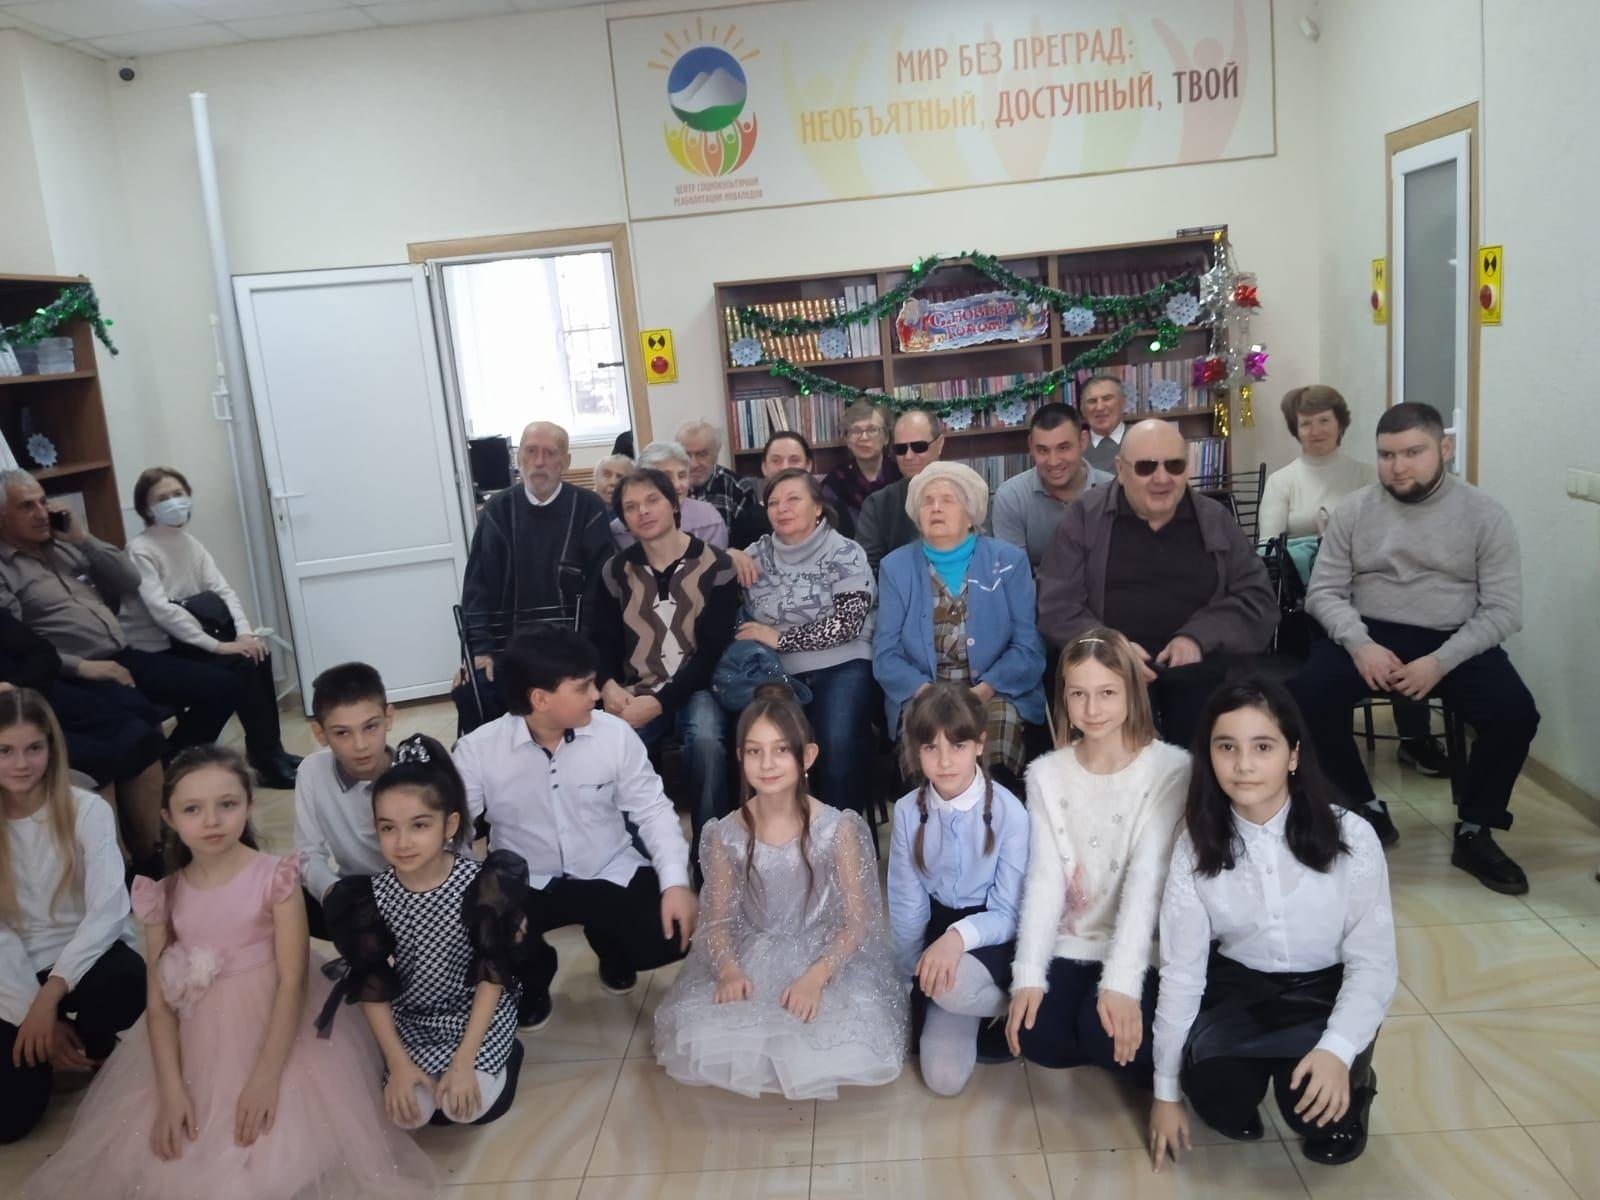 МИР БЕЗ ПРЕГРАД:
НЕОБЪЯТНЫЙ, ДОСТУПНЫЙ, ТВОЙ
ЦЕНТР СОЦИОКУЛЬТУРНОЙ
РЕАБИЛИТАЦИИ ИНВАЛИДОВ
С НОВЫМ
ГОДОМ!